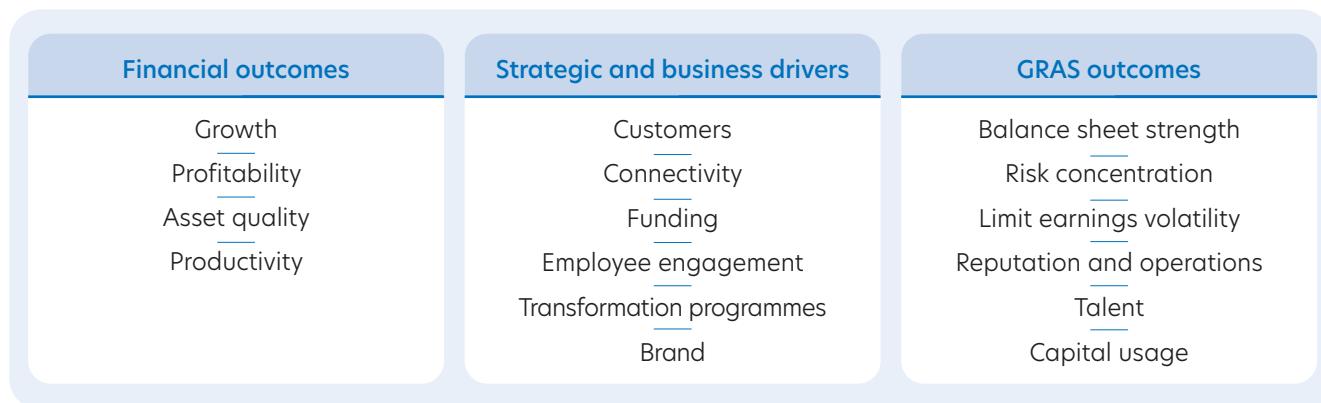 Financial outcomes
Growth
Profitability
Asset quality
Productivity
Strategic and business drivers
Customers
Connectivity
Funding
Employee engagement
Transformation programmes
Brand
GRAS outcomes
Balance sheet strength
Risk concentration
Limit earnings volatility
Reputation and operations
Talent
Capital usage